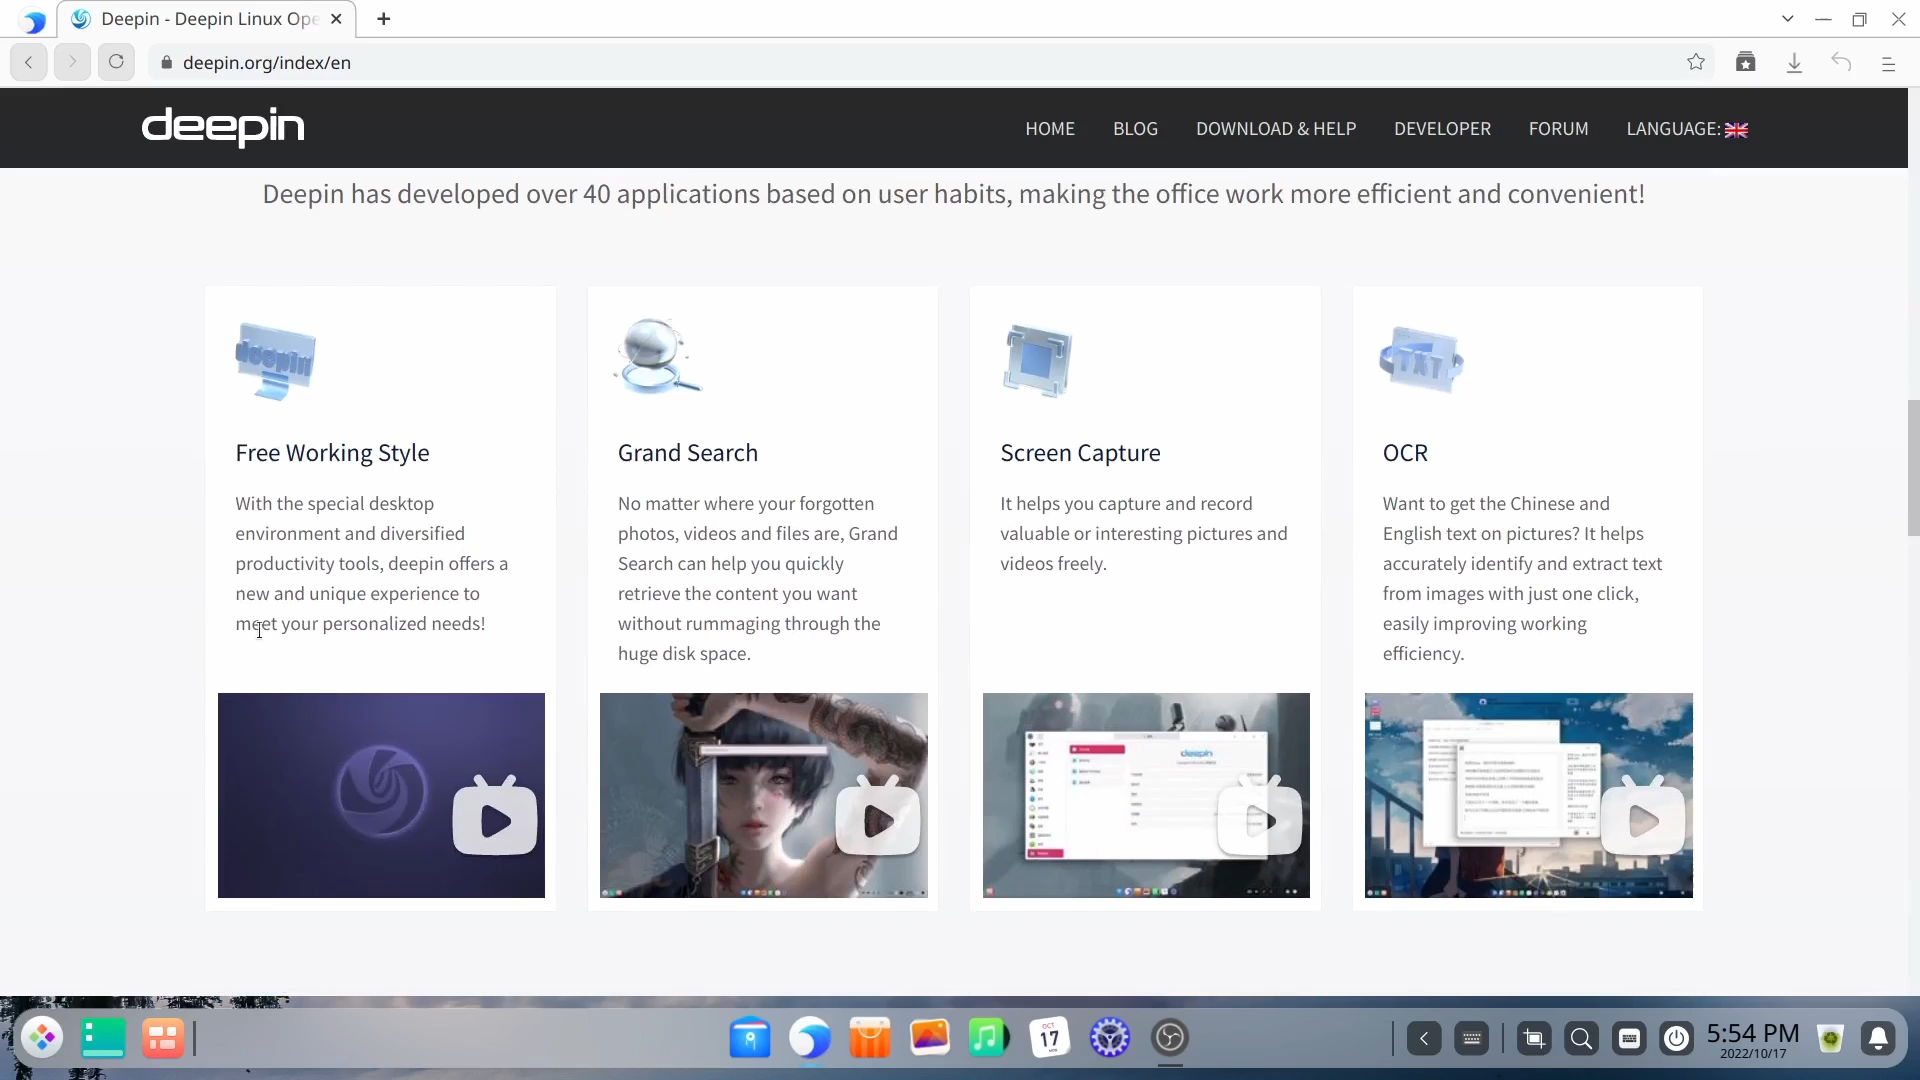 Deepin - Deepin Linux Ope
deepin.org/index/en
deepin
HOME
BLOG
DOWNLOAD & HELP
DEVELOPER
FORUM
LANGUAGE:
Deepin has developed over 40 applications based on user habits, making the office work more efficient and convenient!
deepin
Free Working Style
With the special desktop
environment and diversified
productivity tools, deepin offers a
new and unique experience to
meet your personalized needs!
Grand Search
No matter where your forgotten
photos, videos and files are, Grand
Search can help you quickly
retrieve the content you want
without rummaging through the
huge disk space.
Screen Capture
It helps you capture and record
valuable or interesting pictures and
videos freely.
deepin
TXT
OCR
Want to get the Chinese and
English text on pictures? It helps
accurately identify and extract text
from images with just one click,
easily improving working
efficiency.
OCT
17
5:54 PM
2022/10/17